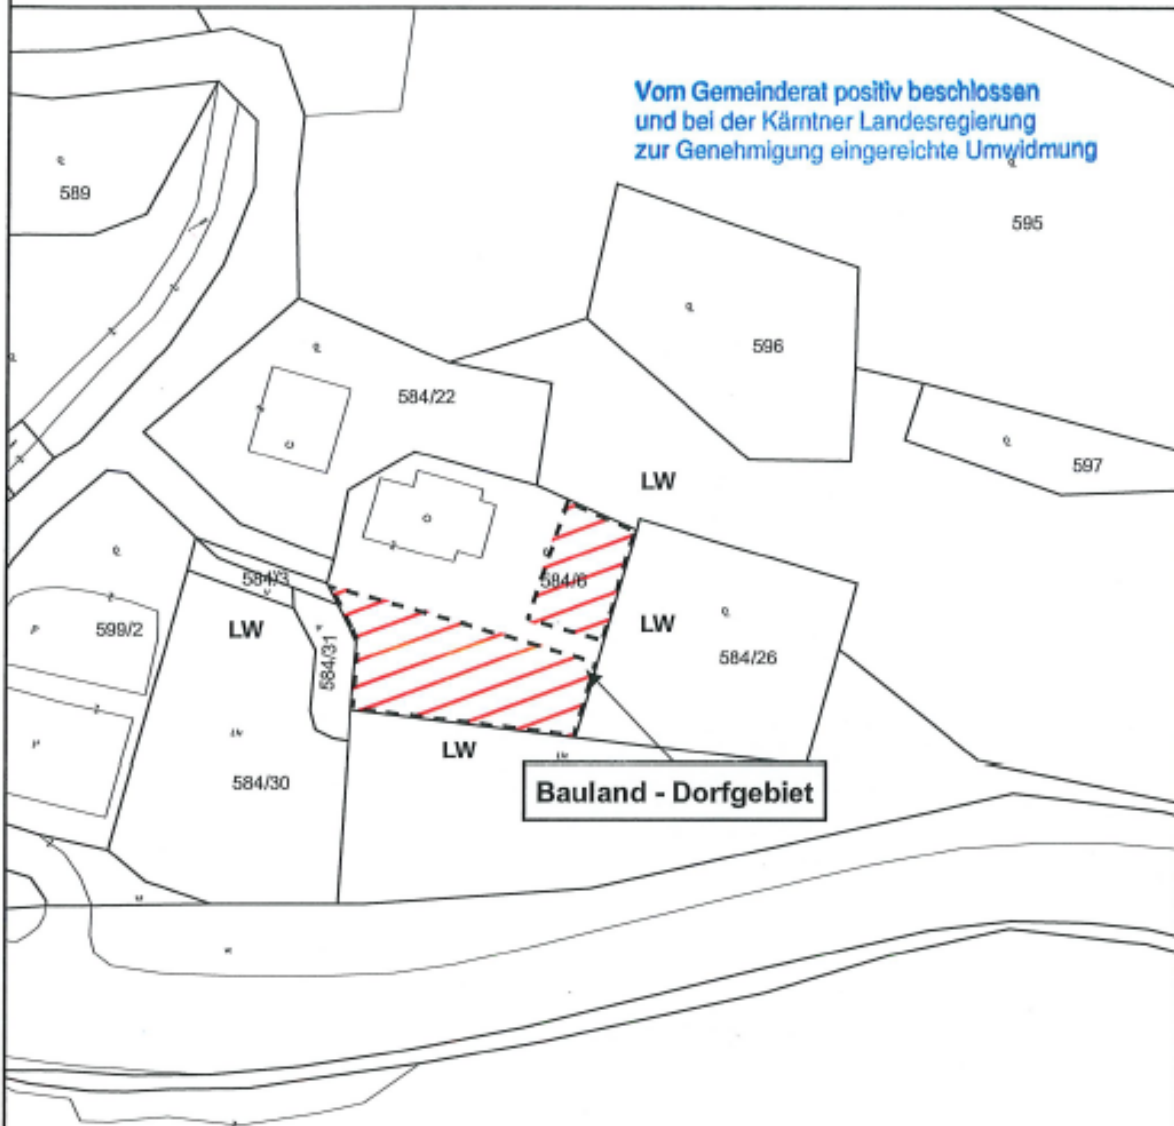 Vom Gemeinderat positiv beschlossen
und bei der Kärntner Landesregierung
zur Genehmigung eingereichte Umwidmung
589
595
596
584/22
597
LW
584/3
584/6
599/2
LW
LW
584/31
584/26
LW
584/30
Bauland - Dorfgebiet